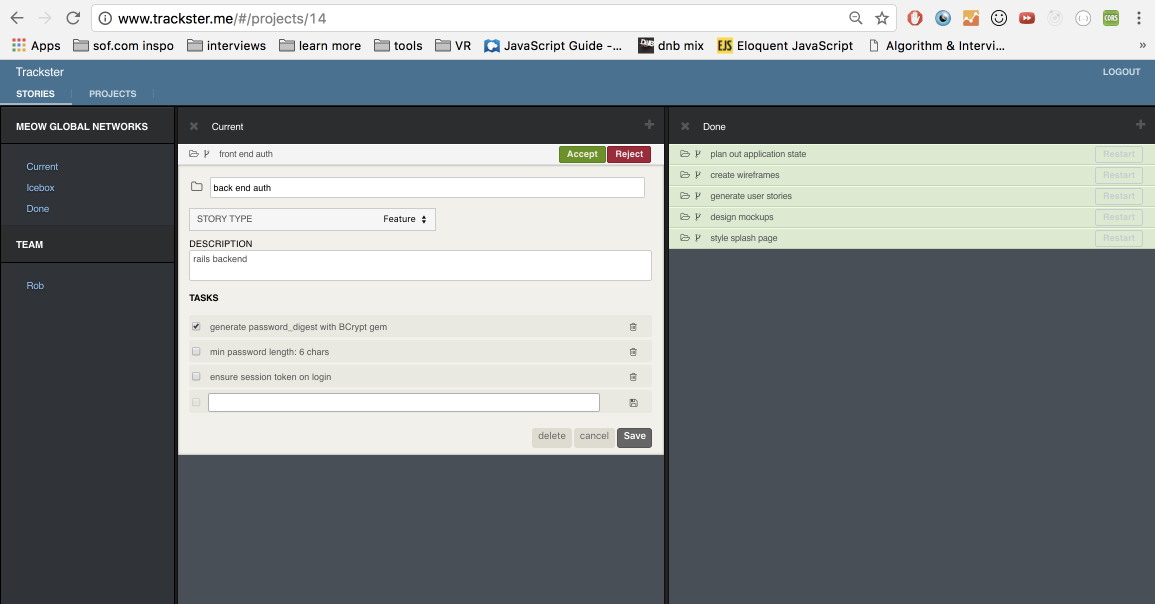 www.trackster.me/#/projects/14
Apps sof.com inspo interviews learn more tools VR JavaScript Guide -... dnb mix EJS Eloquent JavaScript Algorithm & Intervi... »
Trackster LOGOUT
STORIES PROJECTS
MEOW GLOBAL NETWORKS
Current
Icebox
Done
TEAM
Rob
Current
front end auth Accept Reject
back end auth
STORY TYPE Feature
DESCRIPTION
rails backend
TASKS
generate password_digest with BCrypt gem
min password length: 6 chars
ensure session token on login
delete cancel Save
Done
plan out application state Restart
create wireframes Restart
generate user stories Restart
design mockups Restart
style splash page Restart